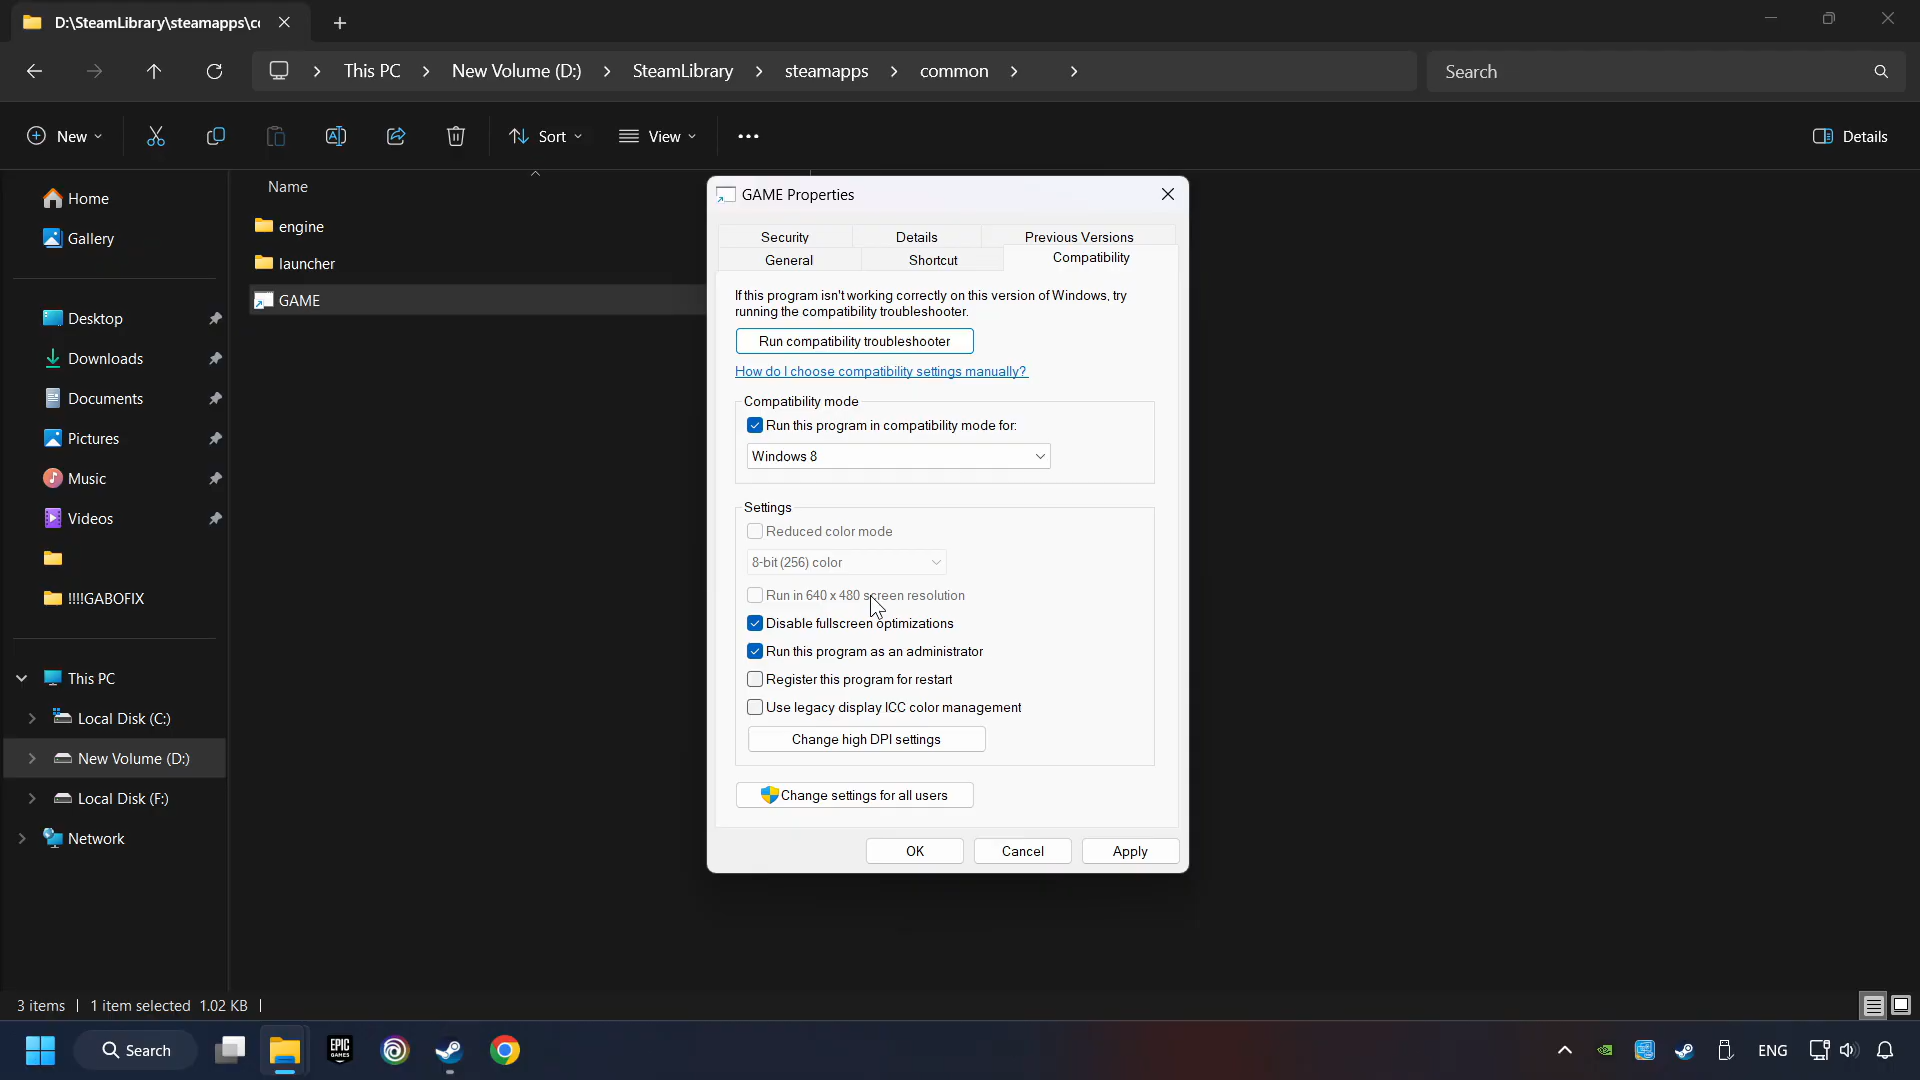 D:\SteamLibrary\steamapps\c
This PC > New Volume (D:) > SteamLibrary > steamapps > common > >
Search
New
Sort
View
Details
Home
Gallery
Desktop
Downloads
Documents
Pictures
Music
Videos
!!!!GABOFIX
This PC
Local Disk (C:)
New Volume (D:)
Local Disk (F:)
Network
Name
engine
launcher
GAME
GAME Properties
Security
Details
Previous Versions
General
Shortcut
Compatibility
If this program isn't working correctly on this version of Windows, try
running the compatibility troubleshooter.
Run compatibility troubleshooter
How do I choose compatibility settings manually?
Compatibility mode
Run this program in compatibility mode for:
Windows 8
Settings
Reduced color mode
8-bit (256) color
Run in 640 x 480 screen resolution
Disable fullscreen optimizations
Run this program as an administrator
Register this program for restart
Use legacy display ICC color management
Change high DPI settings
Change settings for all users
OK
Cancel
Apply
3 items
1 item selected 1.02 KB
Search
EPIC
GAMES
ENG